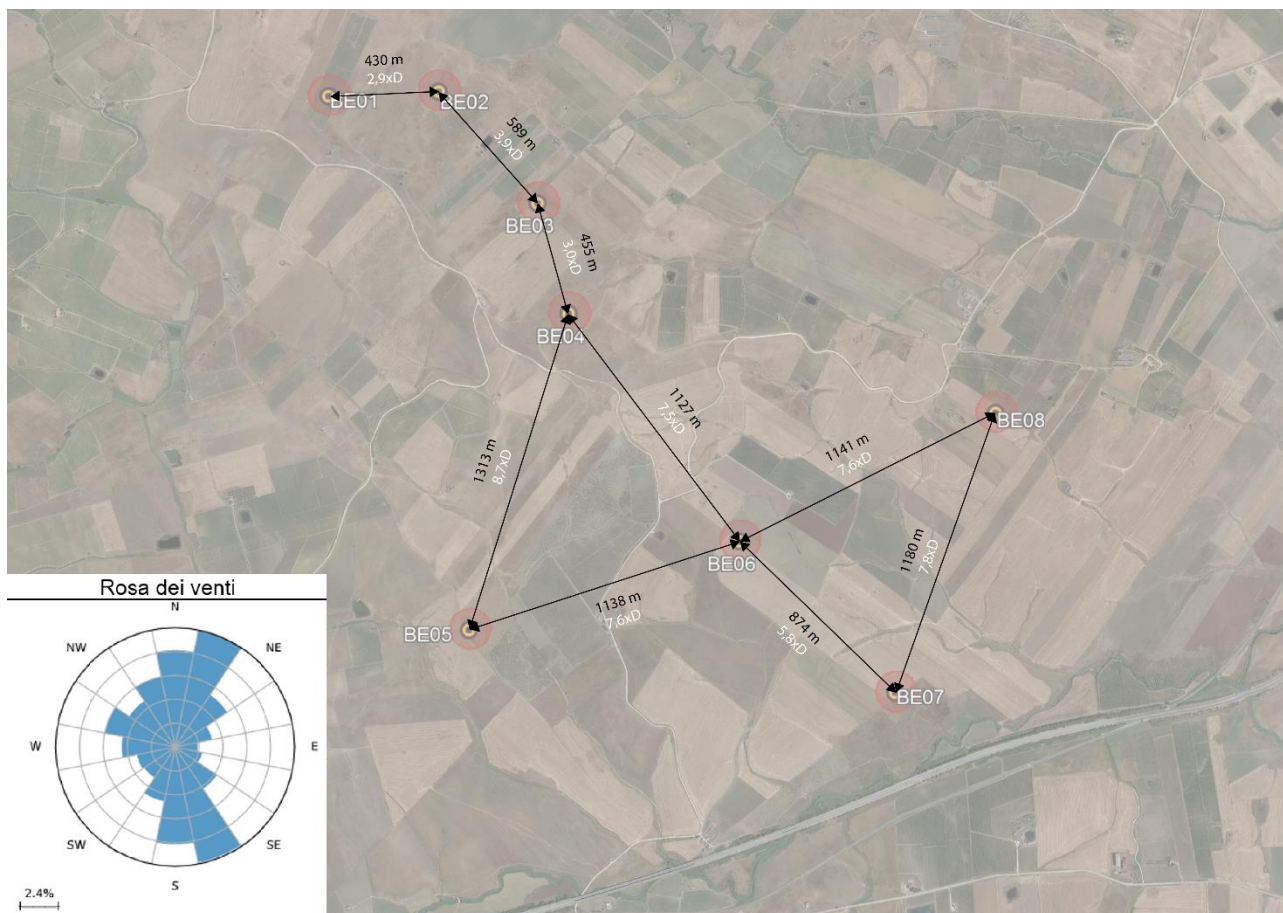 430 m
2,9xD
BE01
BE02
589 m
3,9xD
BE03
455 m
3,0xD
BE04
1127 m
7,5xD
1313 m
8,7xD
1141 m
7,6xD
BE08
1180 m
7,8xD
BE06
1138 m
7,6xD
BE05
874 m
5,8xD
BE07
Rosa dei venti
N
NW
NE
W
E
SW
SE
S
2.4%